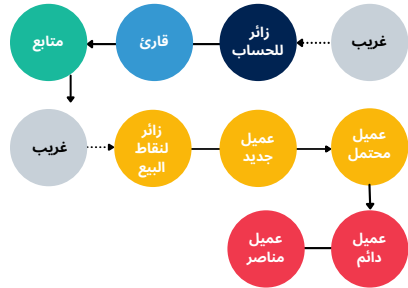 غريب
زائر
للحساب
قارئ
متابع
غريب
زائر
لنقاط
البيع
عميل
جديد
عميل
محتمل
عميل
دائم
عميل
مناصر